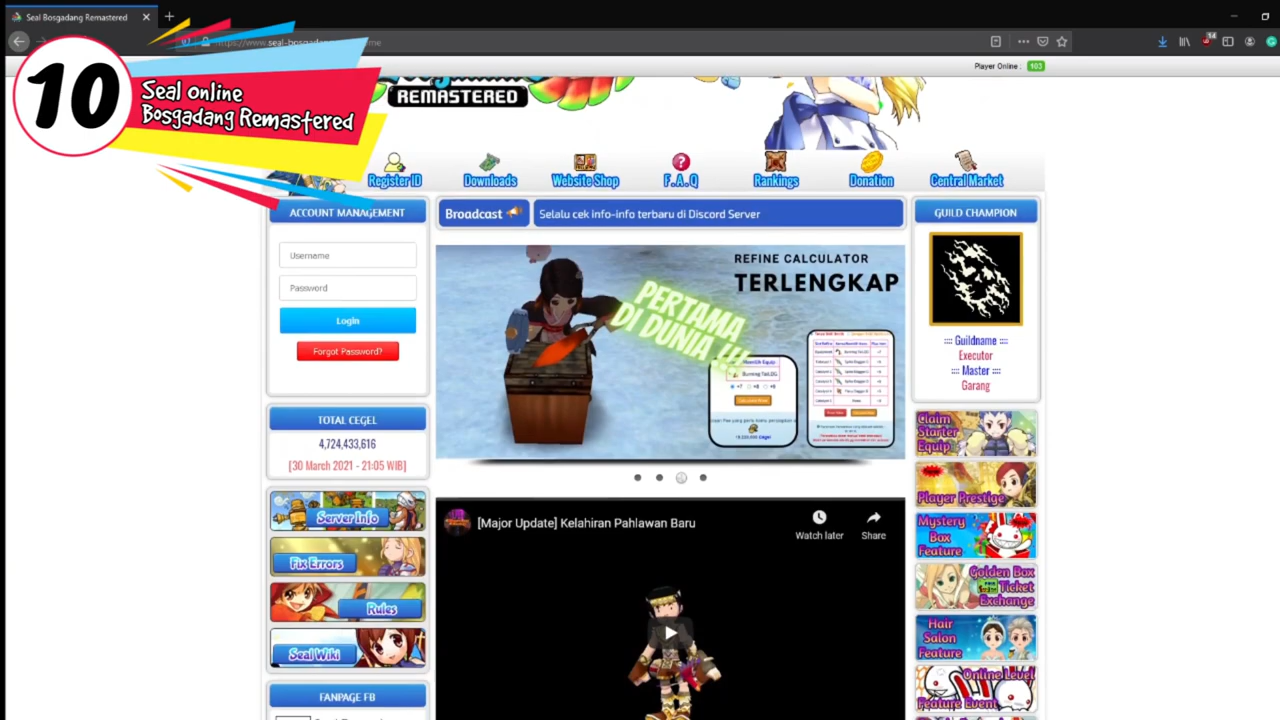 Seal Bosgadang Remastered
10
Seal Online
Bosgadang Remastered
14
Player Online : 103
REMASTERED
Register ID
Downloads
Website Shop
F.A.Q
Rankings
Donation
Central Market
ACCOUNT MANAGEMENT
Username
Password
Login
Forgot Password?
Broadcast
Selalu cek info-info terbaru di Discord Server
REFINE CALCULATOR
TERLENGKAP
PERTAMA
DI DUNIA !!!
GUILD CHAMPION
:::: Guildname ::::
Executor
:::: Master ::::
Garang
TOTAL CEGEL
4,724,433,616
[30 March 2021 - 21:05 WIB]
Server Info
Fix Errors
Rules
Seal Wiki
FANPAGE FB
[Major Update] Kelahiran Pahlawan Baru
Watch later
Share
Claim
Starter
Equip
Player Prestige
Mystery
Box
Feature
Golden Box
Ticket
Exchange
Hair
Salon
Feature
Online Level
Feature Event